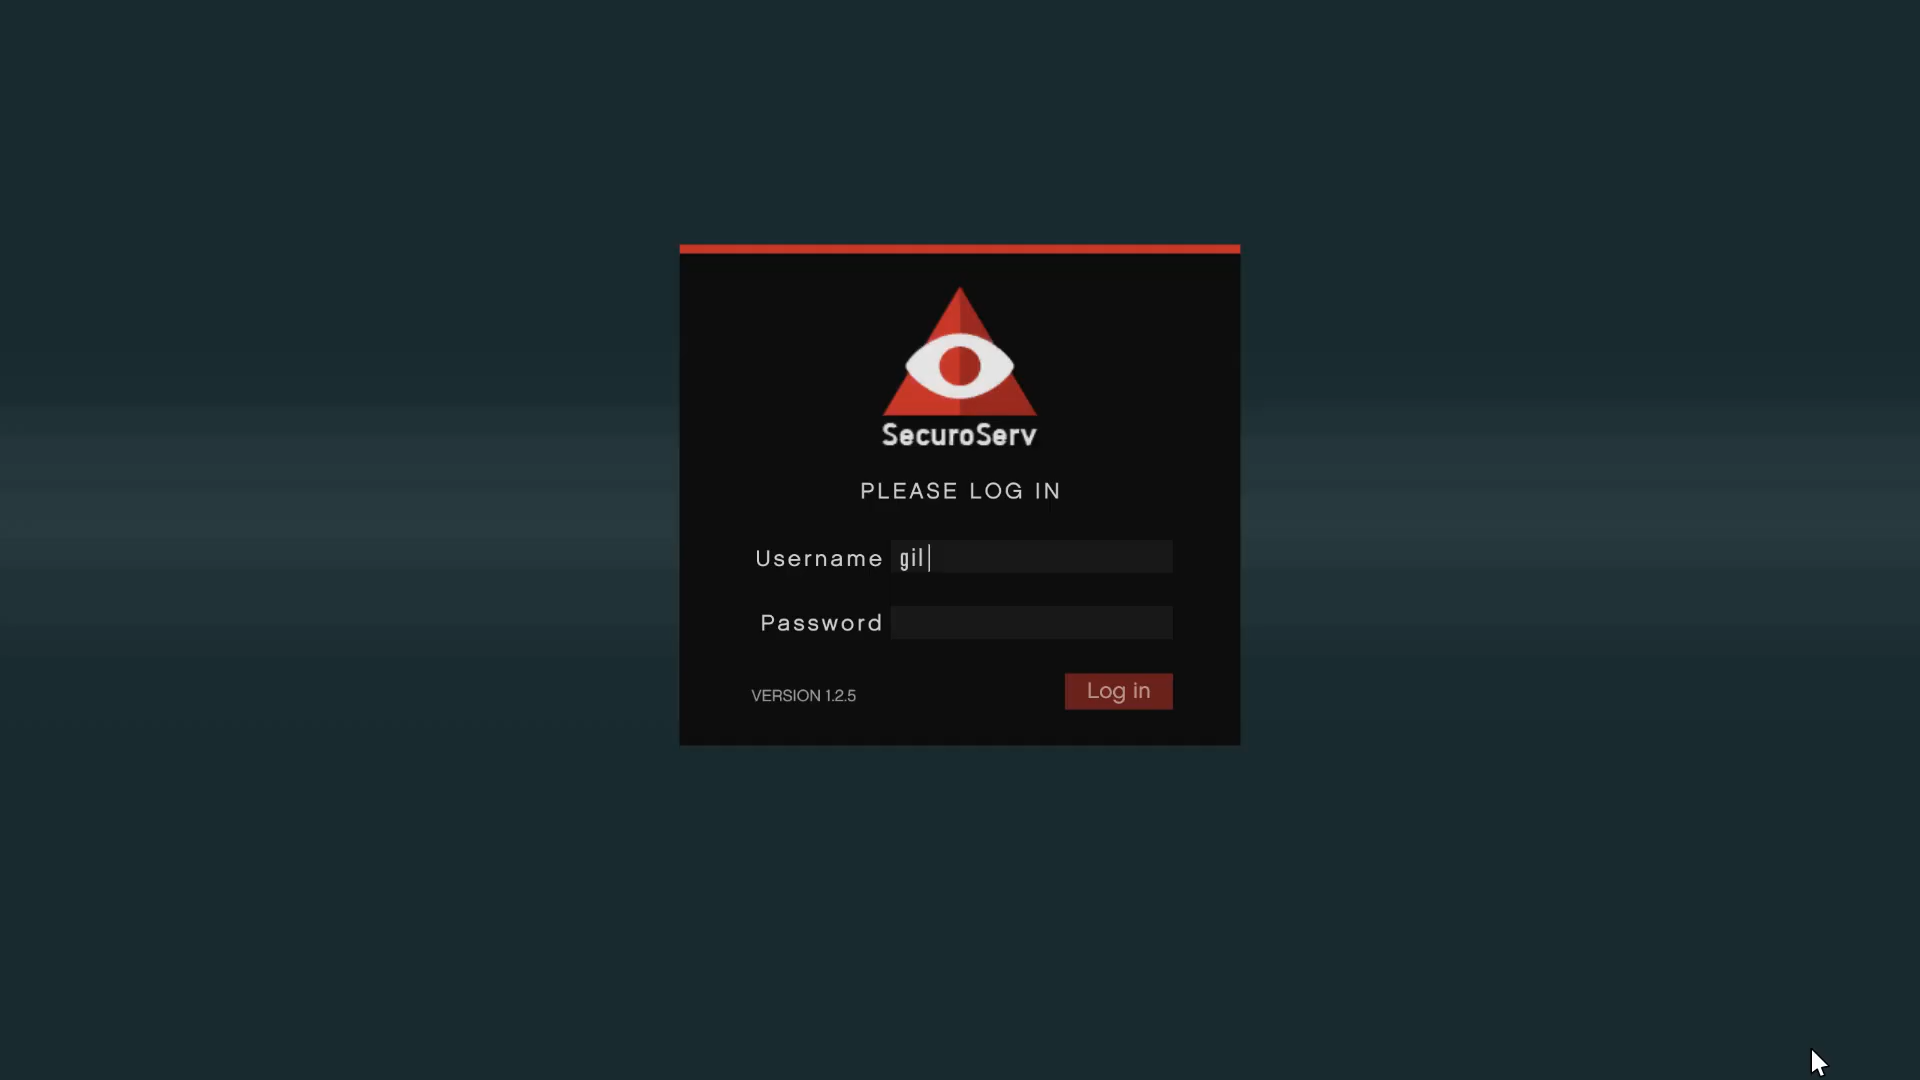 SecuroServ
PLEASE LOG IN
Username gil
Password
VERSION 1.2.5
Log in